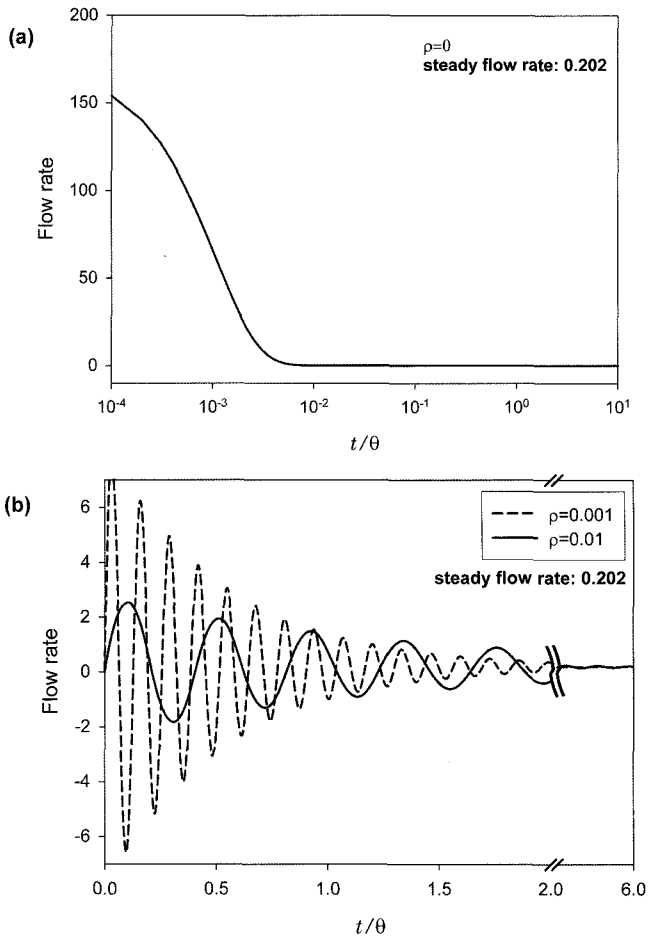 (a)
200
150
100
50
0
Flow rate
ρ=0
steady flow rate: 0.202
10⁻⁴ 10⁻³ 10⁻² 10⁻¹ 10⁰ 10¹
t/θ
(b)
6
4
2
0
-2
-4
-6
Flow rate
ρ=0.001
ρ=0.01
steady flow rate: 0.202
0.0 0.5 1.0 1.5 2.0 6.0
t/θ